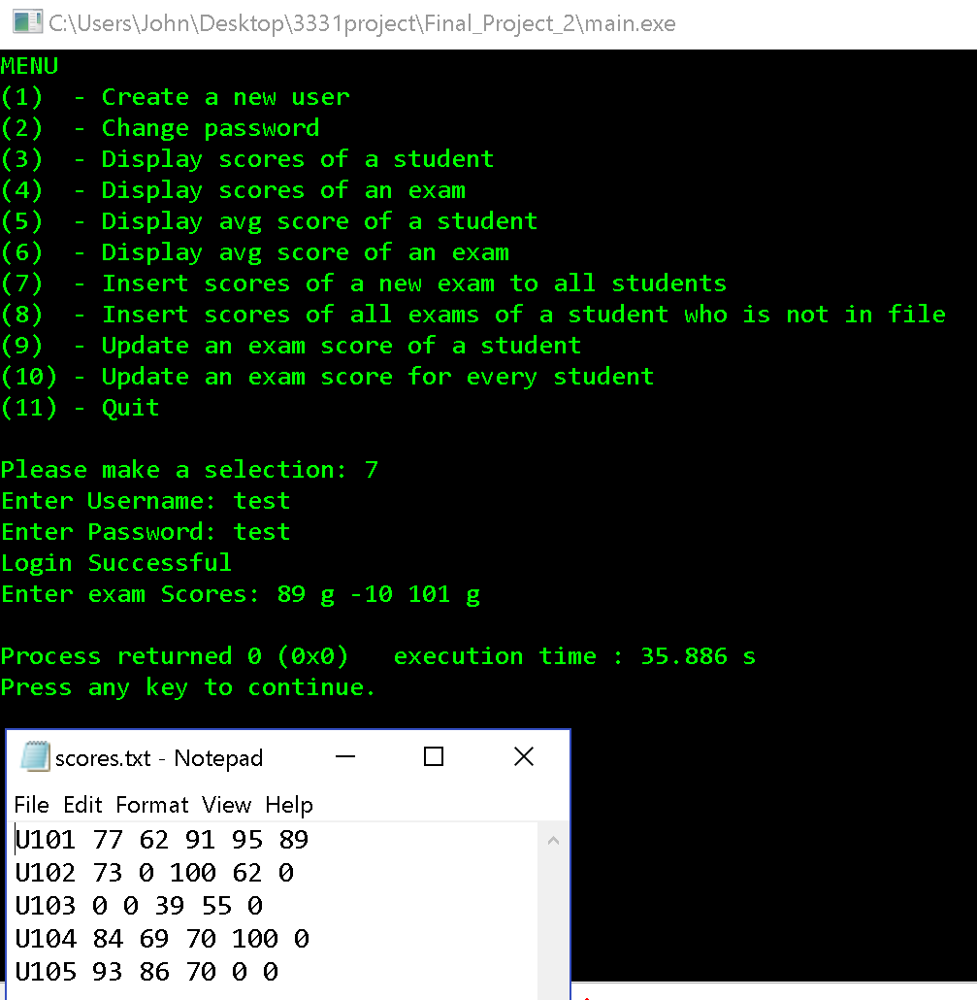 C:\Users\John\Desktop\3331project\Final_Project_2\main.exe
MENU
(1)  - Create a new user
(2)  - Change password
(3)  - Display scores of a student
(4)  - Display scores of an exam
(5)  - Display avg score of a student
(6)  - Display avg score of an exam
(7)  - Insert scores of a new exam to all students
(8)  - Insert scores of all exams of a student who is not in file
(9)  - Update an exam score of a student
(10) - Update an exam score for every student
(11) - Quit
Please make a selection: 7
Enter Username: test
Enter Password: test
Login Successful
Enter exam Scores: 89 g -10 101 g
Process returned 0 (0x0)   execution time : 35.886 s
Press any key to continue.
scores.txt - Notepad
File Edit Format View Help
U101 77 62 91 95 89
U102 73 0 100 62 0
U103 0 0 39 55 0
U104 84 69 70 100 0
U105 93 86 70 0 0